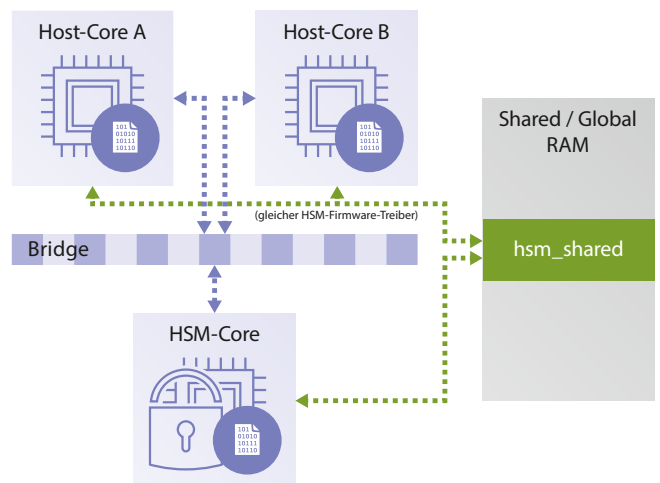 Host-Core A
101
01010
10111
10110
Host-Core B
101
01010
10111
10110
Shared / Global
RAM
(gleicher HSM-Firmware-Treiber)
Bridge
hsm_shared
HSM-Core
101
01010
10111
10110